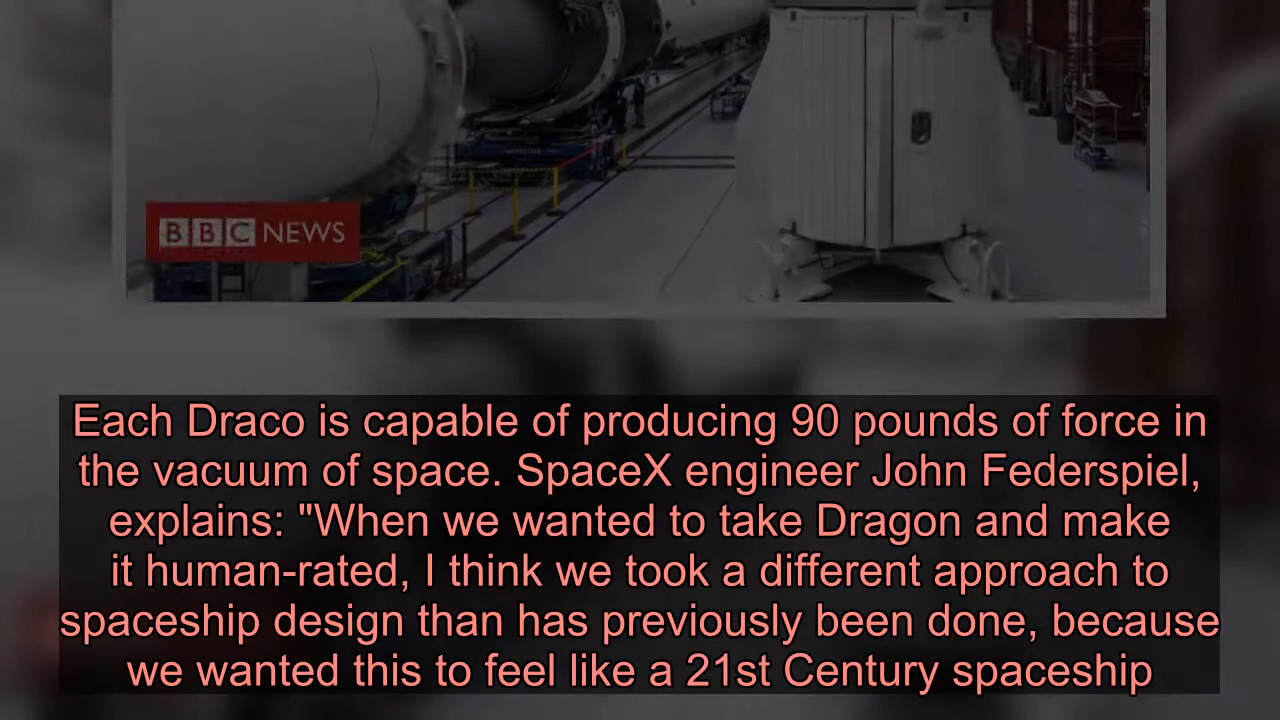 BBC NEWS
Each Draco is capable of producing 90 pounds of force in
the vacuum of space. SpaceX engineer John Federspiel,
explains: "When we wanted to take Dragon and make
it human-rated, I think we took a different approach to
spaceship design than has previously been done, because
we wanted this to feel like a 21st Century spaceship